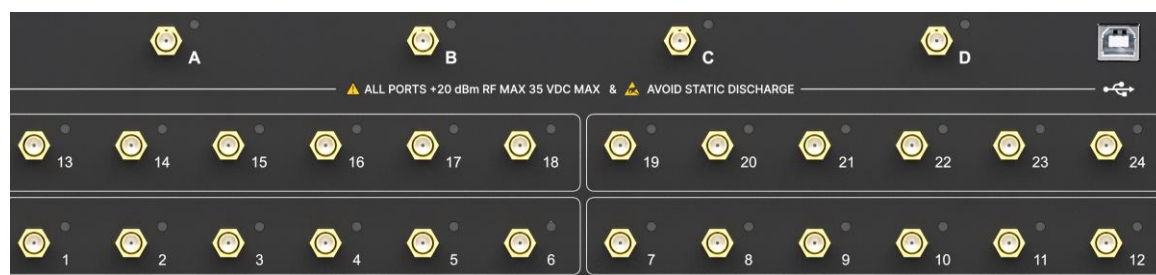 A B C D
ALL PORTS +20 dBm RF MAX 35 VDC MAX & AVOID STATIC DISCHARGE
13 14 15 16 17 18 19 20 21 22 23 24
1 2 3 4 5 6 7 8 9 10 11 12